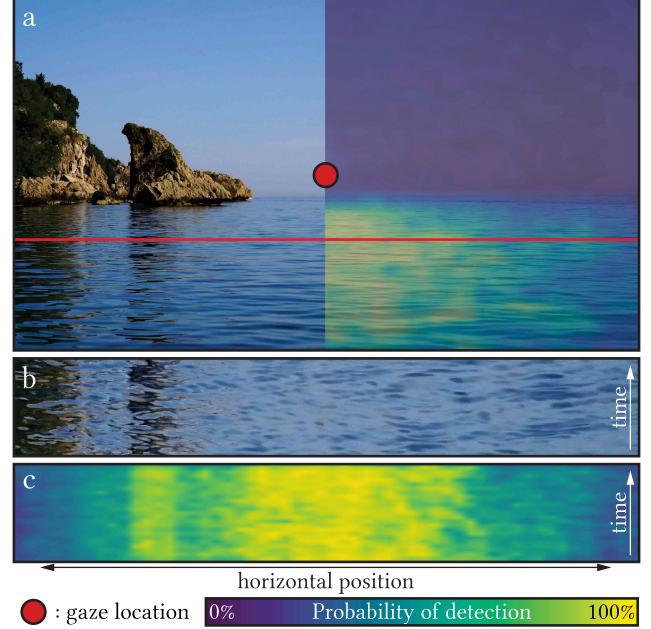 a
b
time
c
time
horizontal position
: gaze location
0% Probability of detection 100%